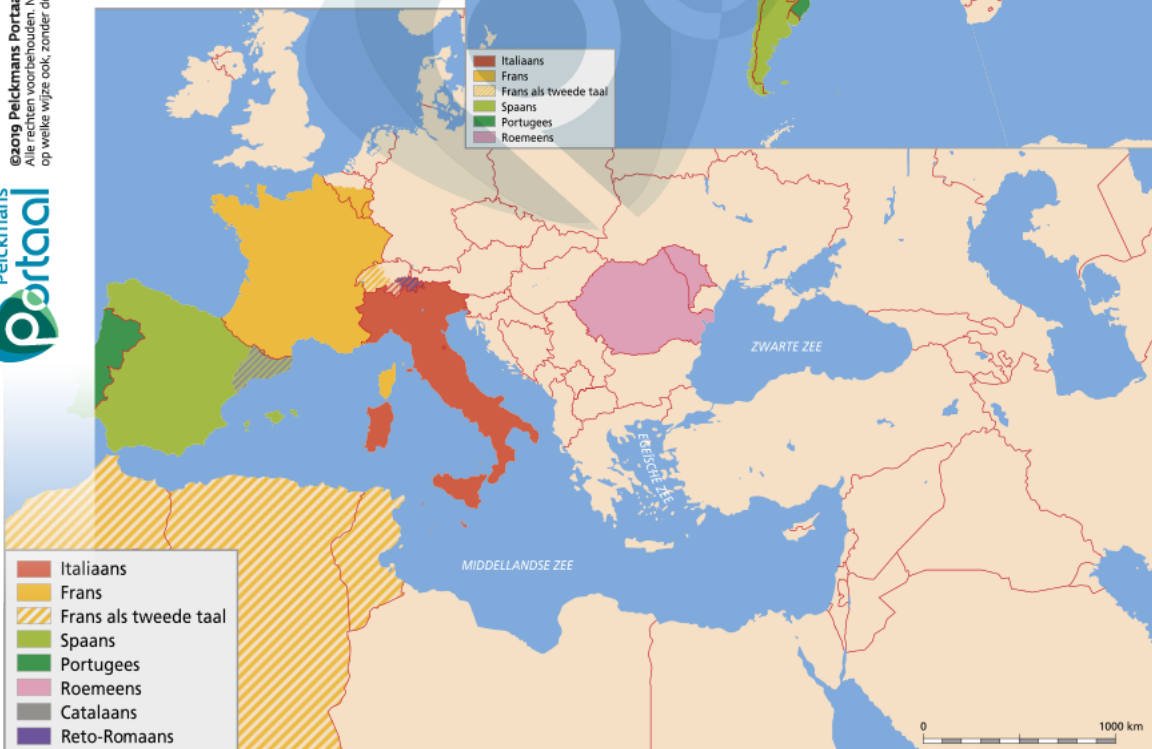 ©2019 Pelckmans Portaal
Alle rechten voorbehouden.
op welke wijze ook, zonder
Pelckmans
Portaal
Italiaans
Frans
Frans als tweede taal
Spaans
Portugees
Roemeens
ZWARTE ZEE
EGEÏSCHE ZEE
MIDDELLANDSE ZEE
Italiaans
Frans
Frans als tweede taal
Spaans
Portugees
Roemeens
Catalaans
Reto-Romaans
0 1000 km